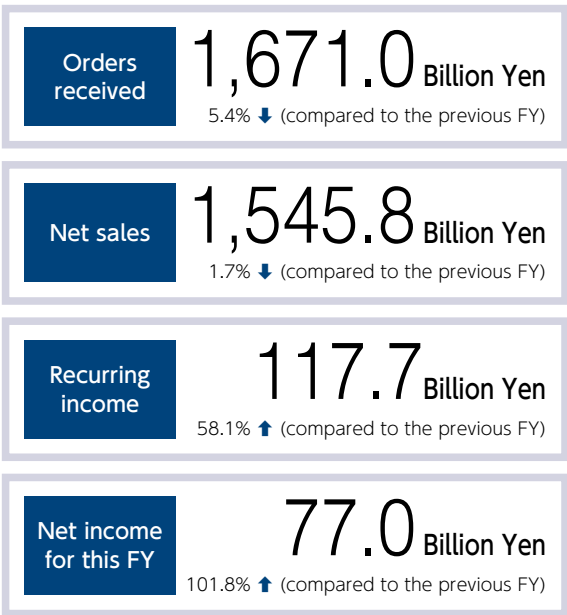 Orders
received
1,671.0 Billion Yen
5.4% ⬇ (compared to the previous FY)
Net sales
1,545.8 Billion Yen
1.7% ⬇ (compared to the previous FY)
Recurring
income
117.7 Billion Yen
58.1% ⬆ (compared to the previous FY)
Net income
for this FY
77.0 Billion Yen
101.8% ⬆ (compared to the previous FY)